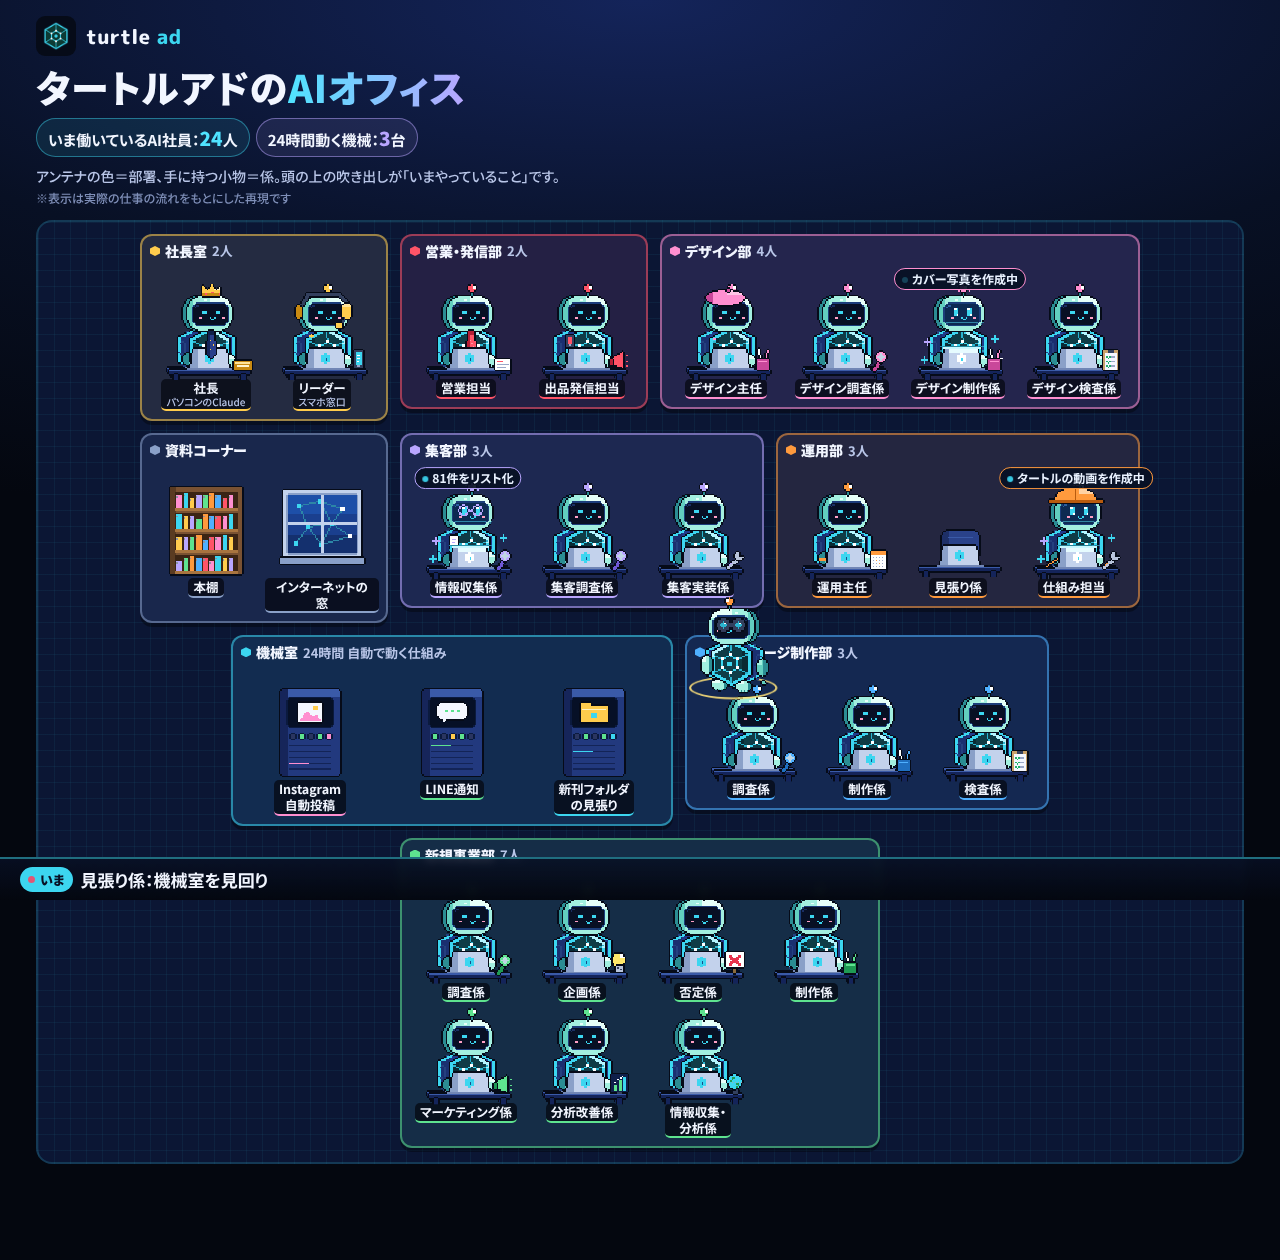 turtle ad
タートルアドのAIオフィス
いま働いているAI社員：24人
24時間動く機械：3台
アンテナの色＝部署、手に持つ小物＝係。頭の上の吹き出しが「いまやっていること」です。
※表示は実際の仕事の流れをもとにした再現です
社長室 2人
社長
パソコンのClaude
リーダー
スマホ窓口
営業・発信部 2人
営業担当
出品発信担当
デザイン部 4人
カバー写真を作成中
デザイン主任
デザイン調査係
デザイン制作係
デザイン検査係
資料コーナー
本棚
インターネットの
窓
集客部 3人
81件をリスト化
情報収集係
集客調査係
集客実装係
運用部 3人
タートルの動画を作成中
運用主任
見張り係
仕組み担当
機械室 24時間 自動で動く仕組み
Instagram
自動投稿
LINE通知
新刊フォルダ
の見張り
ージ制作部 3人
調査係
制作係
検査係
新規事業部 7人
いま 見張り係：機械室を見回り
調査係
企画係
否定係
制作係
マーケティング係
分析改善係
情報収集・
分析係